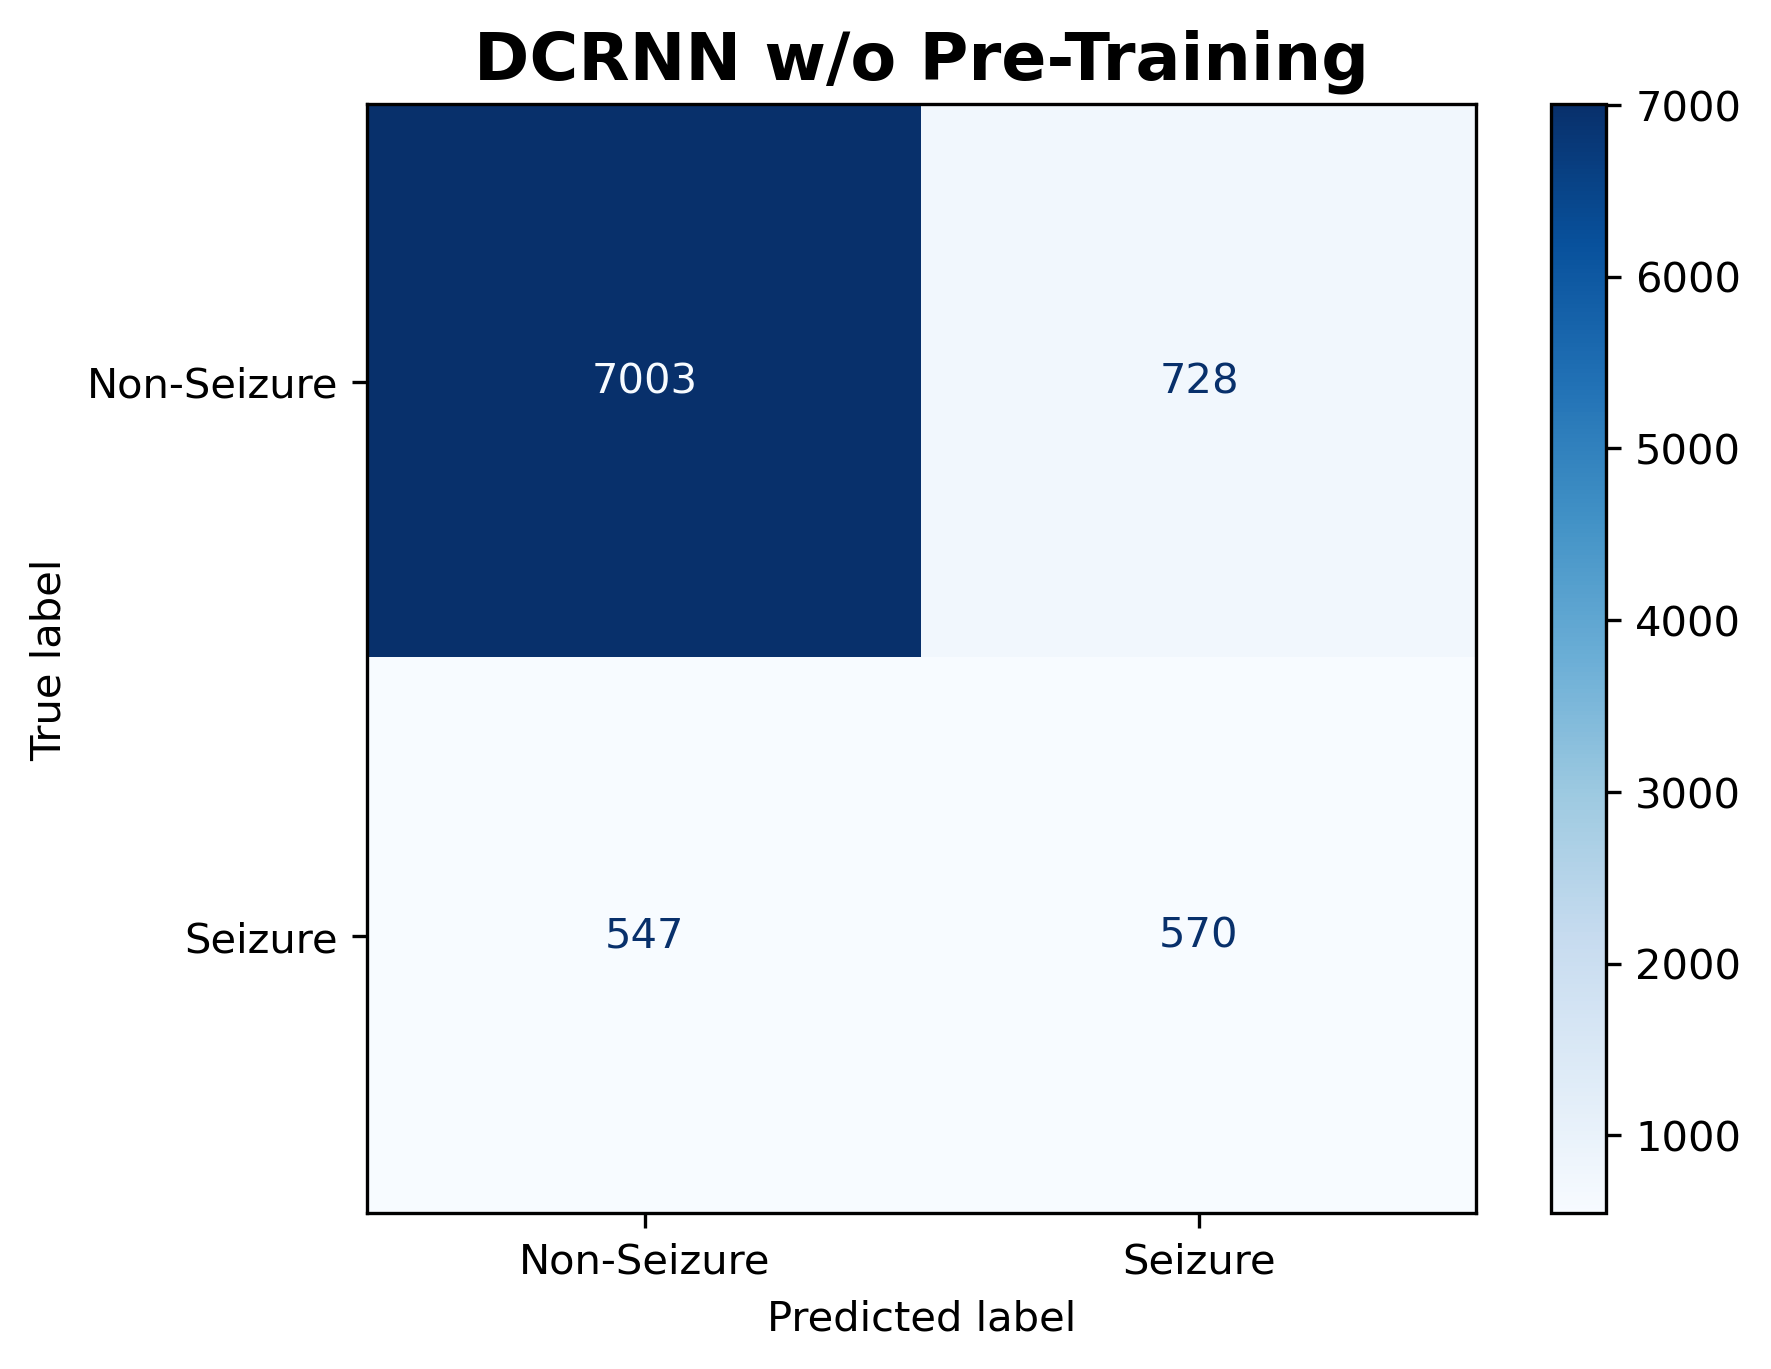 DCRNN w/o Pre-Training
True label
Non-Seizure
Seizure
7003
728
547
570
Non-Seizure
Seizure
Predicted label
7000
6000
5000
4000
3000
2000
1000